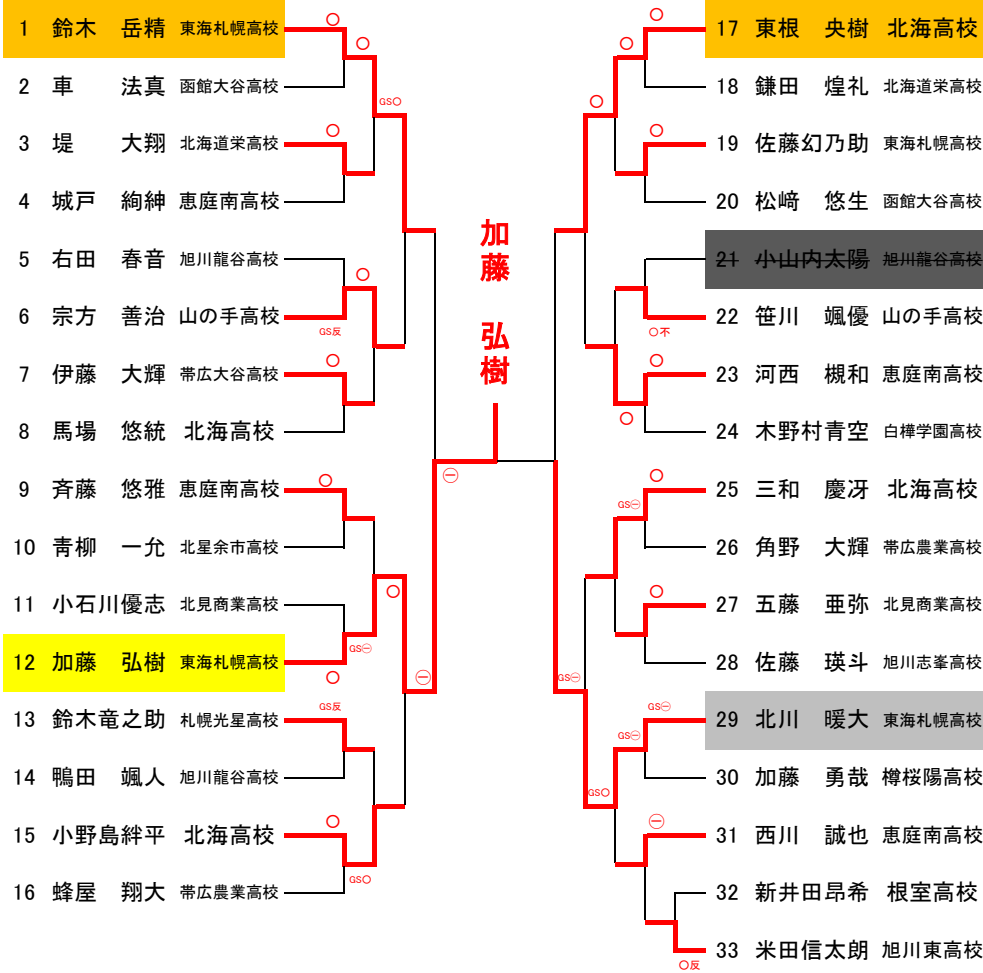 1 鈴木 岳精 東海札幌高校
2 車 法真 函館大谷高校
3 堤 大翔 北海道栄高校
4 城戸 絢紳 恵庭南高校
5 右田 春音 旭川龍谷高校
6 宗方 善治 山の手高校
7 伊藤 大輝 帯広大谷高校
8 馬場 悠統 北海高校
9 斉藤 悠雅 恵庭南高校
10 青柳 一允 北星余市高校
11 小石川優志 北見商業高校
12 加藤 弘樹 東海札幌高校
13 鈴木竜之助 札幌光星高校
14 鴨田 颯人 旭川龍谷高校
15 小野島絆平 北海高校
16 蜂屋 翔大 帯広農業高校
○
○
GS○
○
○
GS反
○
○
○
GS㊀
○
㊀
GS反
○
GS○
㊀
加藤 弘樹
○
○
○
○
○不
○
○
○
GS㊀
○
GS㊀
GS㊀
GS㊀
GS○
㊀
○反
17 東根 央樹 北海高校
18 鎌田 煌礼 北海道栄高校
19 佐藤幻乃助 東海札幌高校
20 松﨑 悠生 函館大谷高校
21 小山内太陽 旭川龍谷高校
22 笹川 颯優 山の手高校
23 河西 槻和 恵庭南高校
24 木野村青空 白樺学園高校
25 三和 慶冴 北海高校
26 角野 大輝 帯広農業高校
27 五藤 亜弥 北見商業高校
28 佐藤 瑛斗 旭川志峯高校
29 北川 暖大 東海札幌高校
30 加藤 勇哉 樽桜陽高校
31 西川 誠也 恵庭南高校
32 新井田昂希 根室高校
33 米田信太朗 旭川東高校